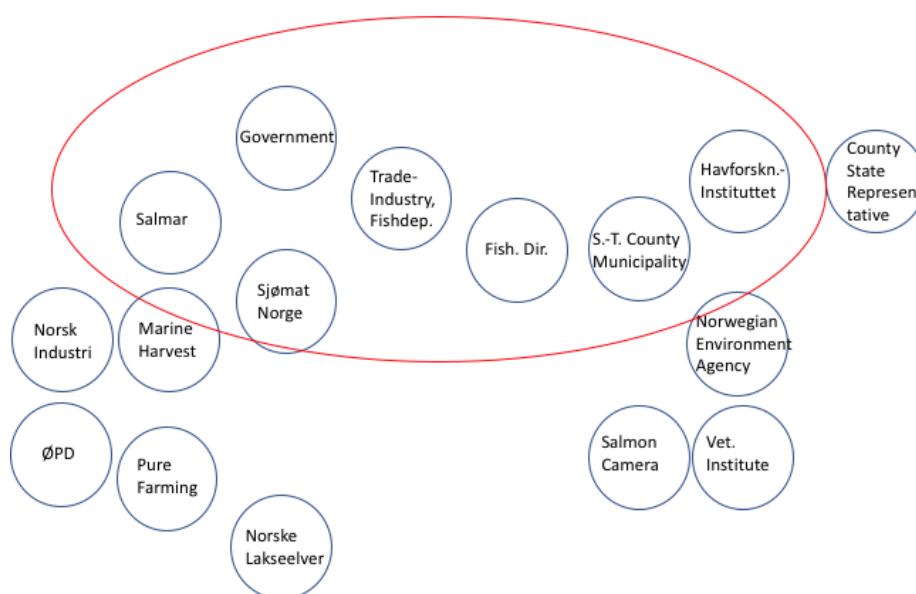 Government
Trade-
Industry,
Fishdep.
Havforskn.-
Instituttet
County
State
Represen
tative
Salmar
Fish. Dir.
S.-T. County
Municipality
Sjømat
Norge
Norsk
Industri
Marine
Harvest
Norwegian
Environment
Agency
ØPD
Pure
Farming
Salmon
Camera
Vet.
Institute
Norske
Lakseelver